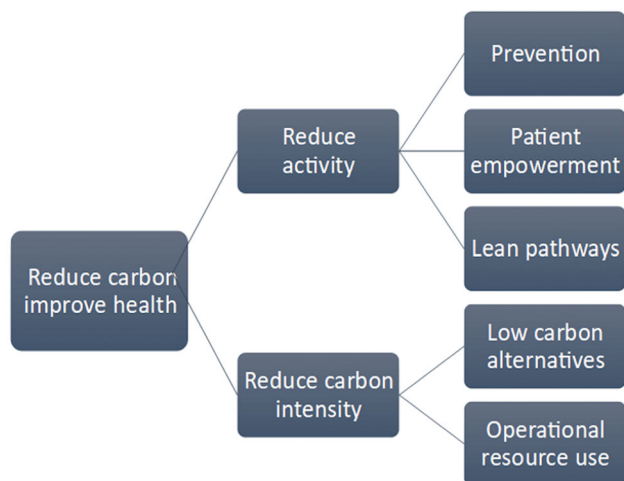 Prevention
Reduce
activity
Patient
empowerment
Lean pathways
Reduce carbon
improve health
Low carbon
alternatives
Reduce carbon
intensity
Operational
resource use